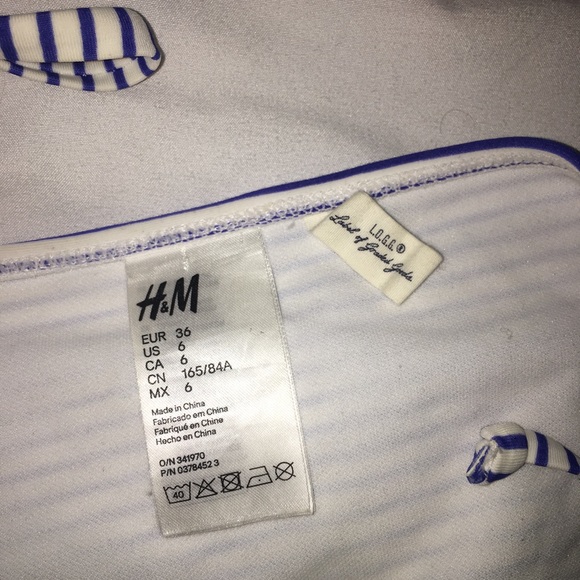 H&M
EUR 36
US 6
CA 6
CN 165/84A
MX 6
Made in China
Fabricado em China
Fabriqué en Chine
Hecho en China
O/N 341970
P/N 0378452 3
40
L.O.G.G.®
Label of Graded Goods